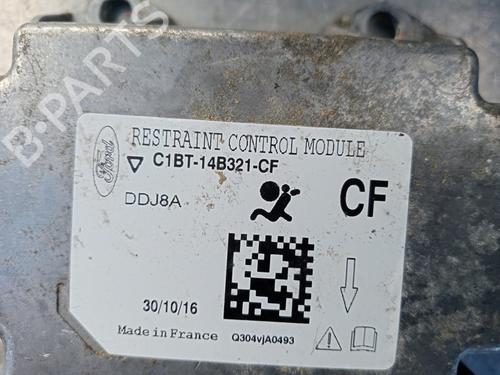 B-PARTS
RESTRAINT CONTROL MODULE
Ford
C1BT-14B321-CF
DDJ8A
CF
30/10/16
Made in France
Q304vjA0493